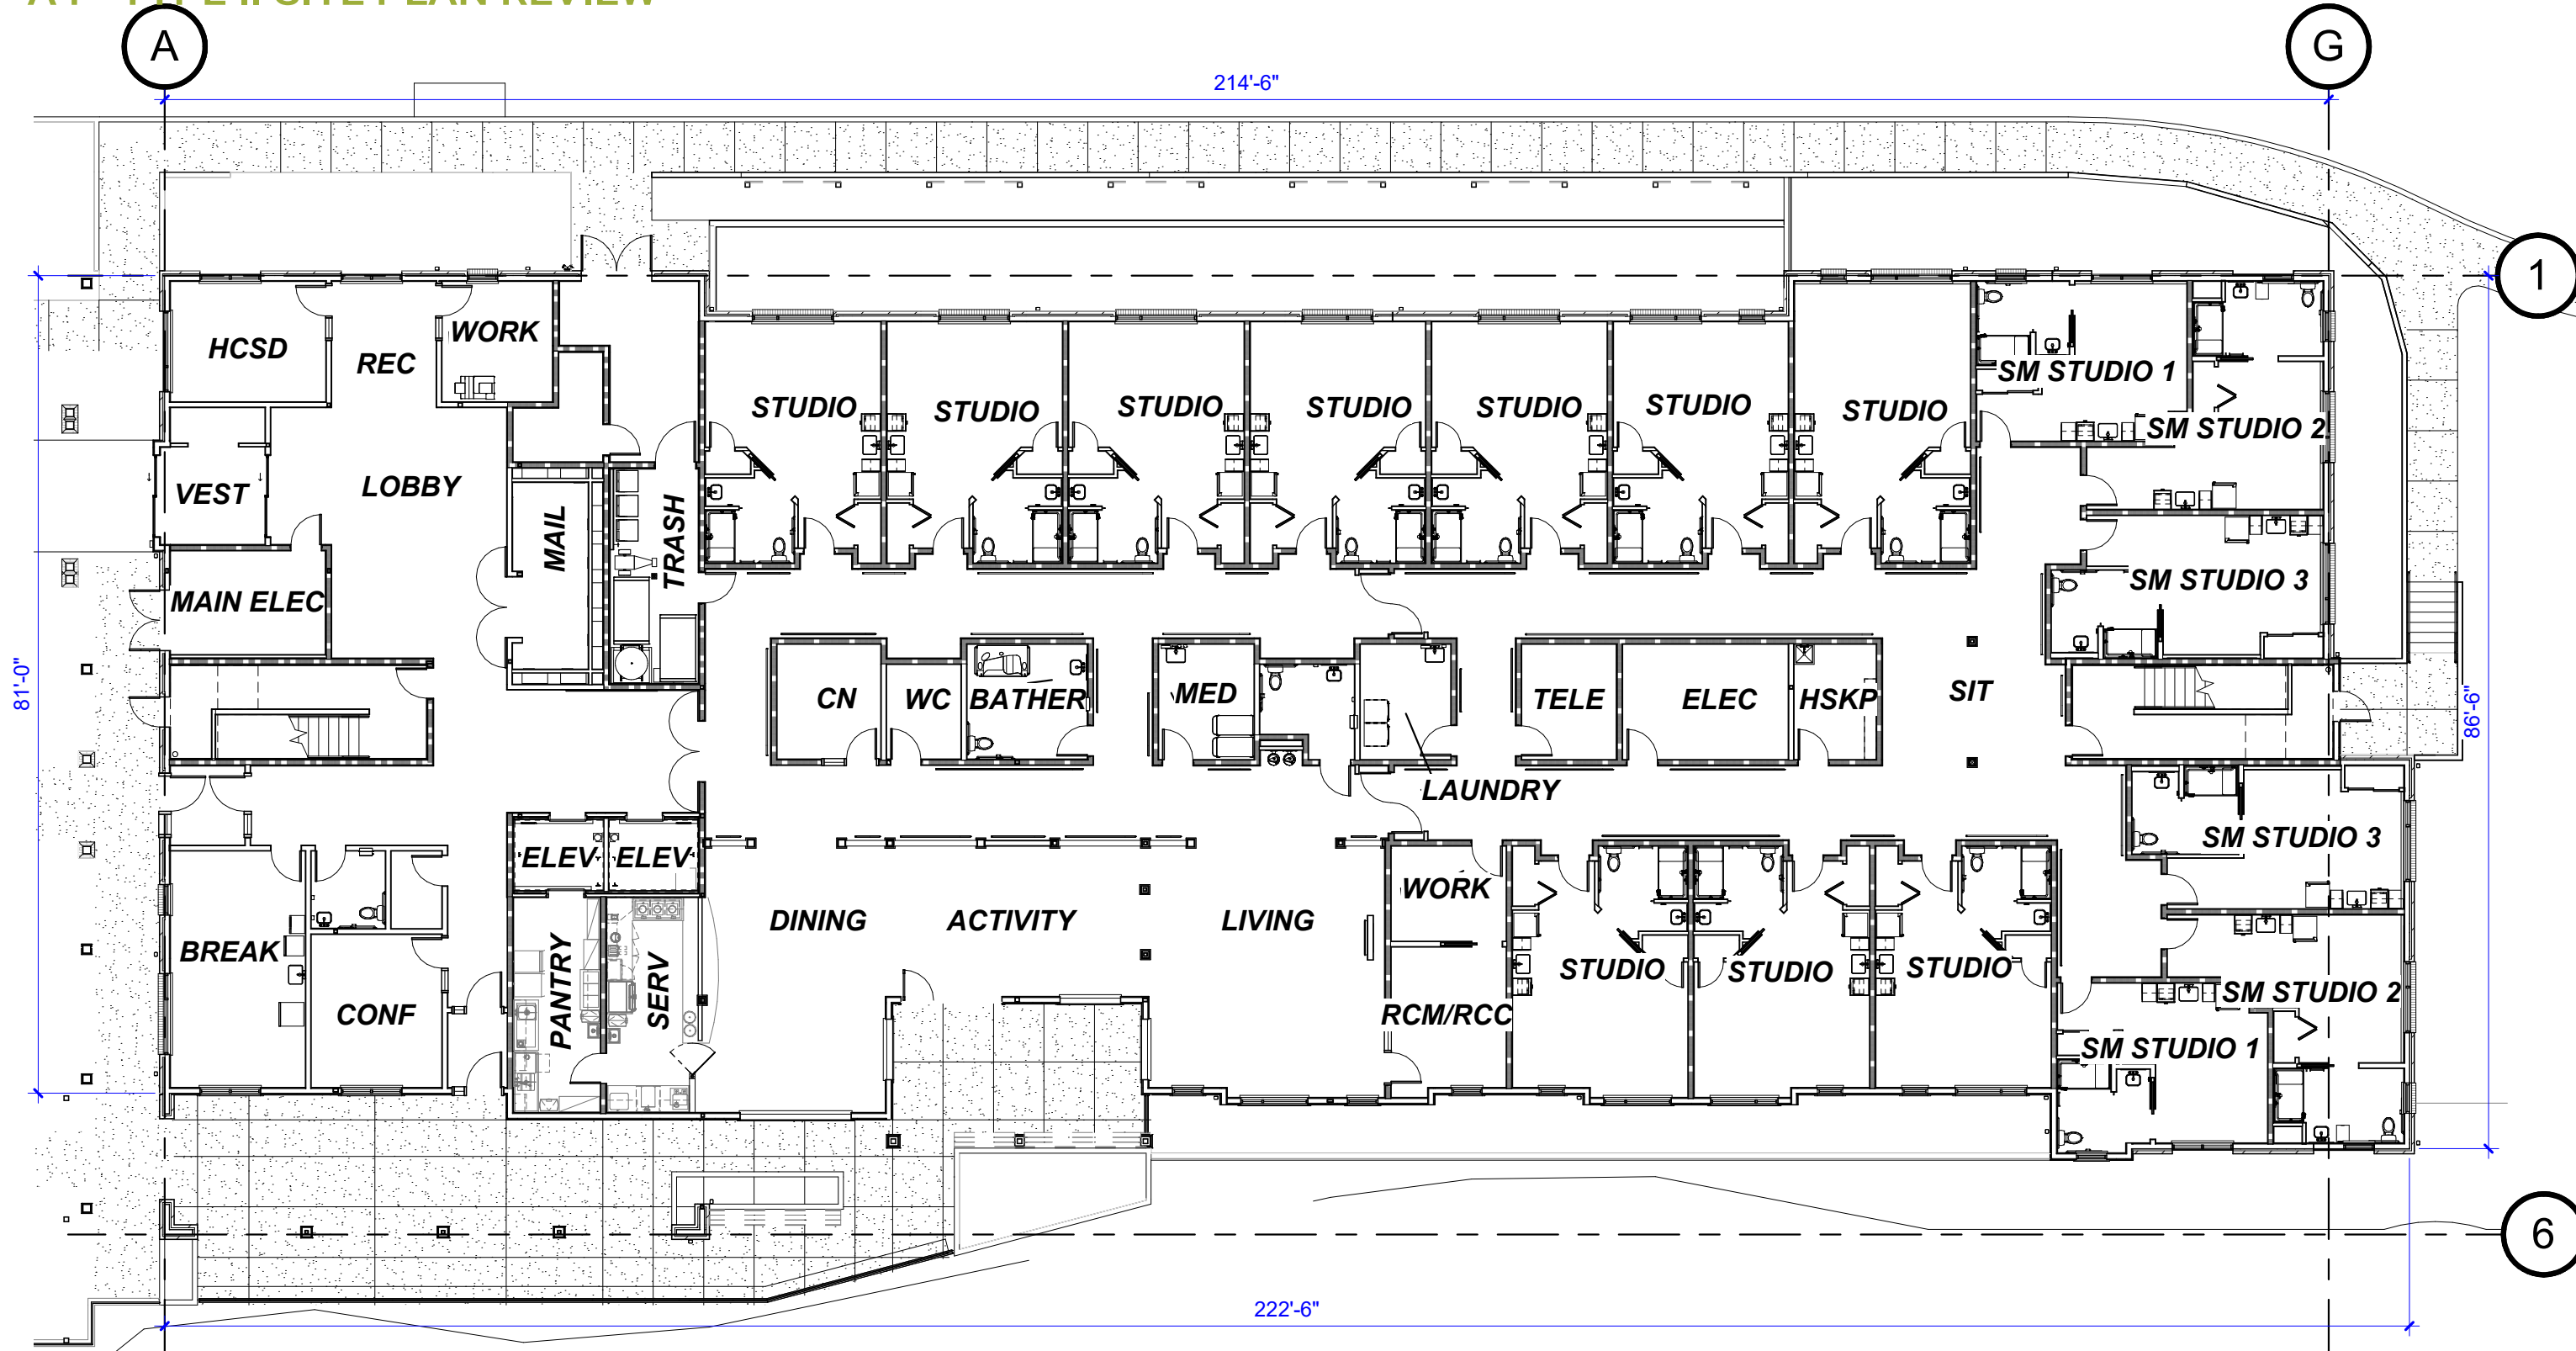 A
G
214'-6"
1
HCSD
REC
WORK
STUDIO
STUDIO
STUDIO
STUDIO
STUDIO
STUDIO
STUDIO
SM STUDIO 1
SM STUDIO 2
VEST
LOBBY
MAIL
TRASH
SM STUDIO 3
MAIN ELEC
81'-0"
CN
WC
BATHER
MED
TELE
ELEC
HSKP
SIT
86'-6"
LAUNDRY
ELEV
ELEV
SM STUDIO 3
WORK
DINING
ACTIVITY
LIVING
BREAK
PANTRY
SERV
STUDIO
STUDIO
STUDIO
SM STUDIO 2
CONF
RCM/RCC
SM STUDIO 1
6
222'-6"